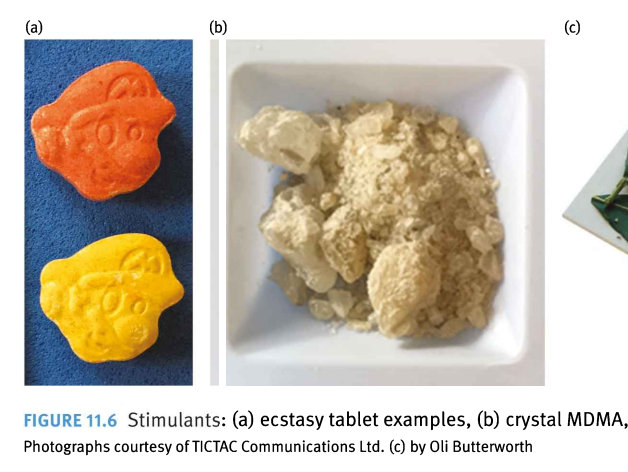 (a)
(b)
(c)
FIGURE 11.6 Stimulants: (a) ecstasy tablet examples, (b) crystal MDMA,
Photographs courtesy of TICTAC Communications Ltd. (c) by Oli Butterworth